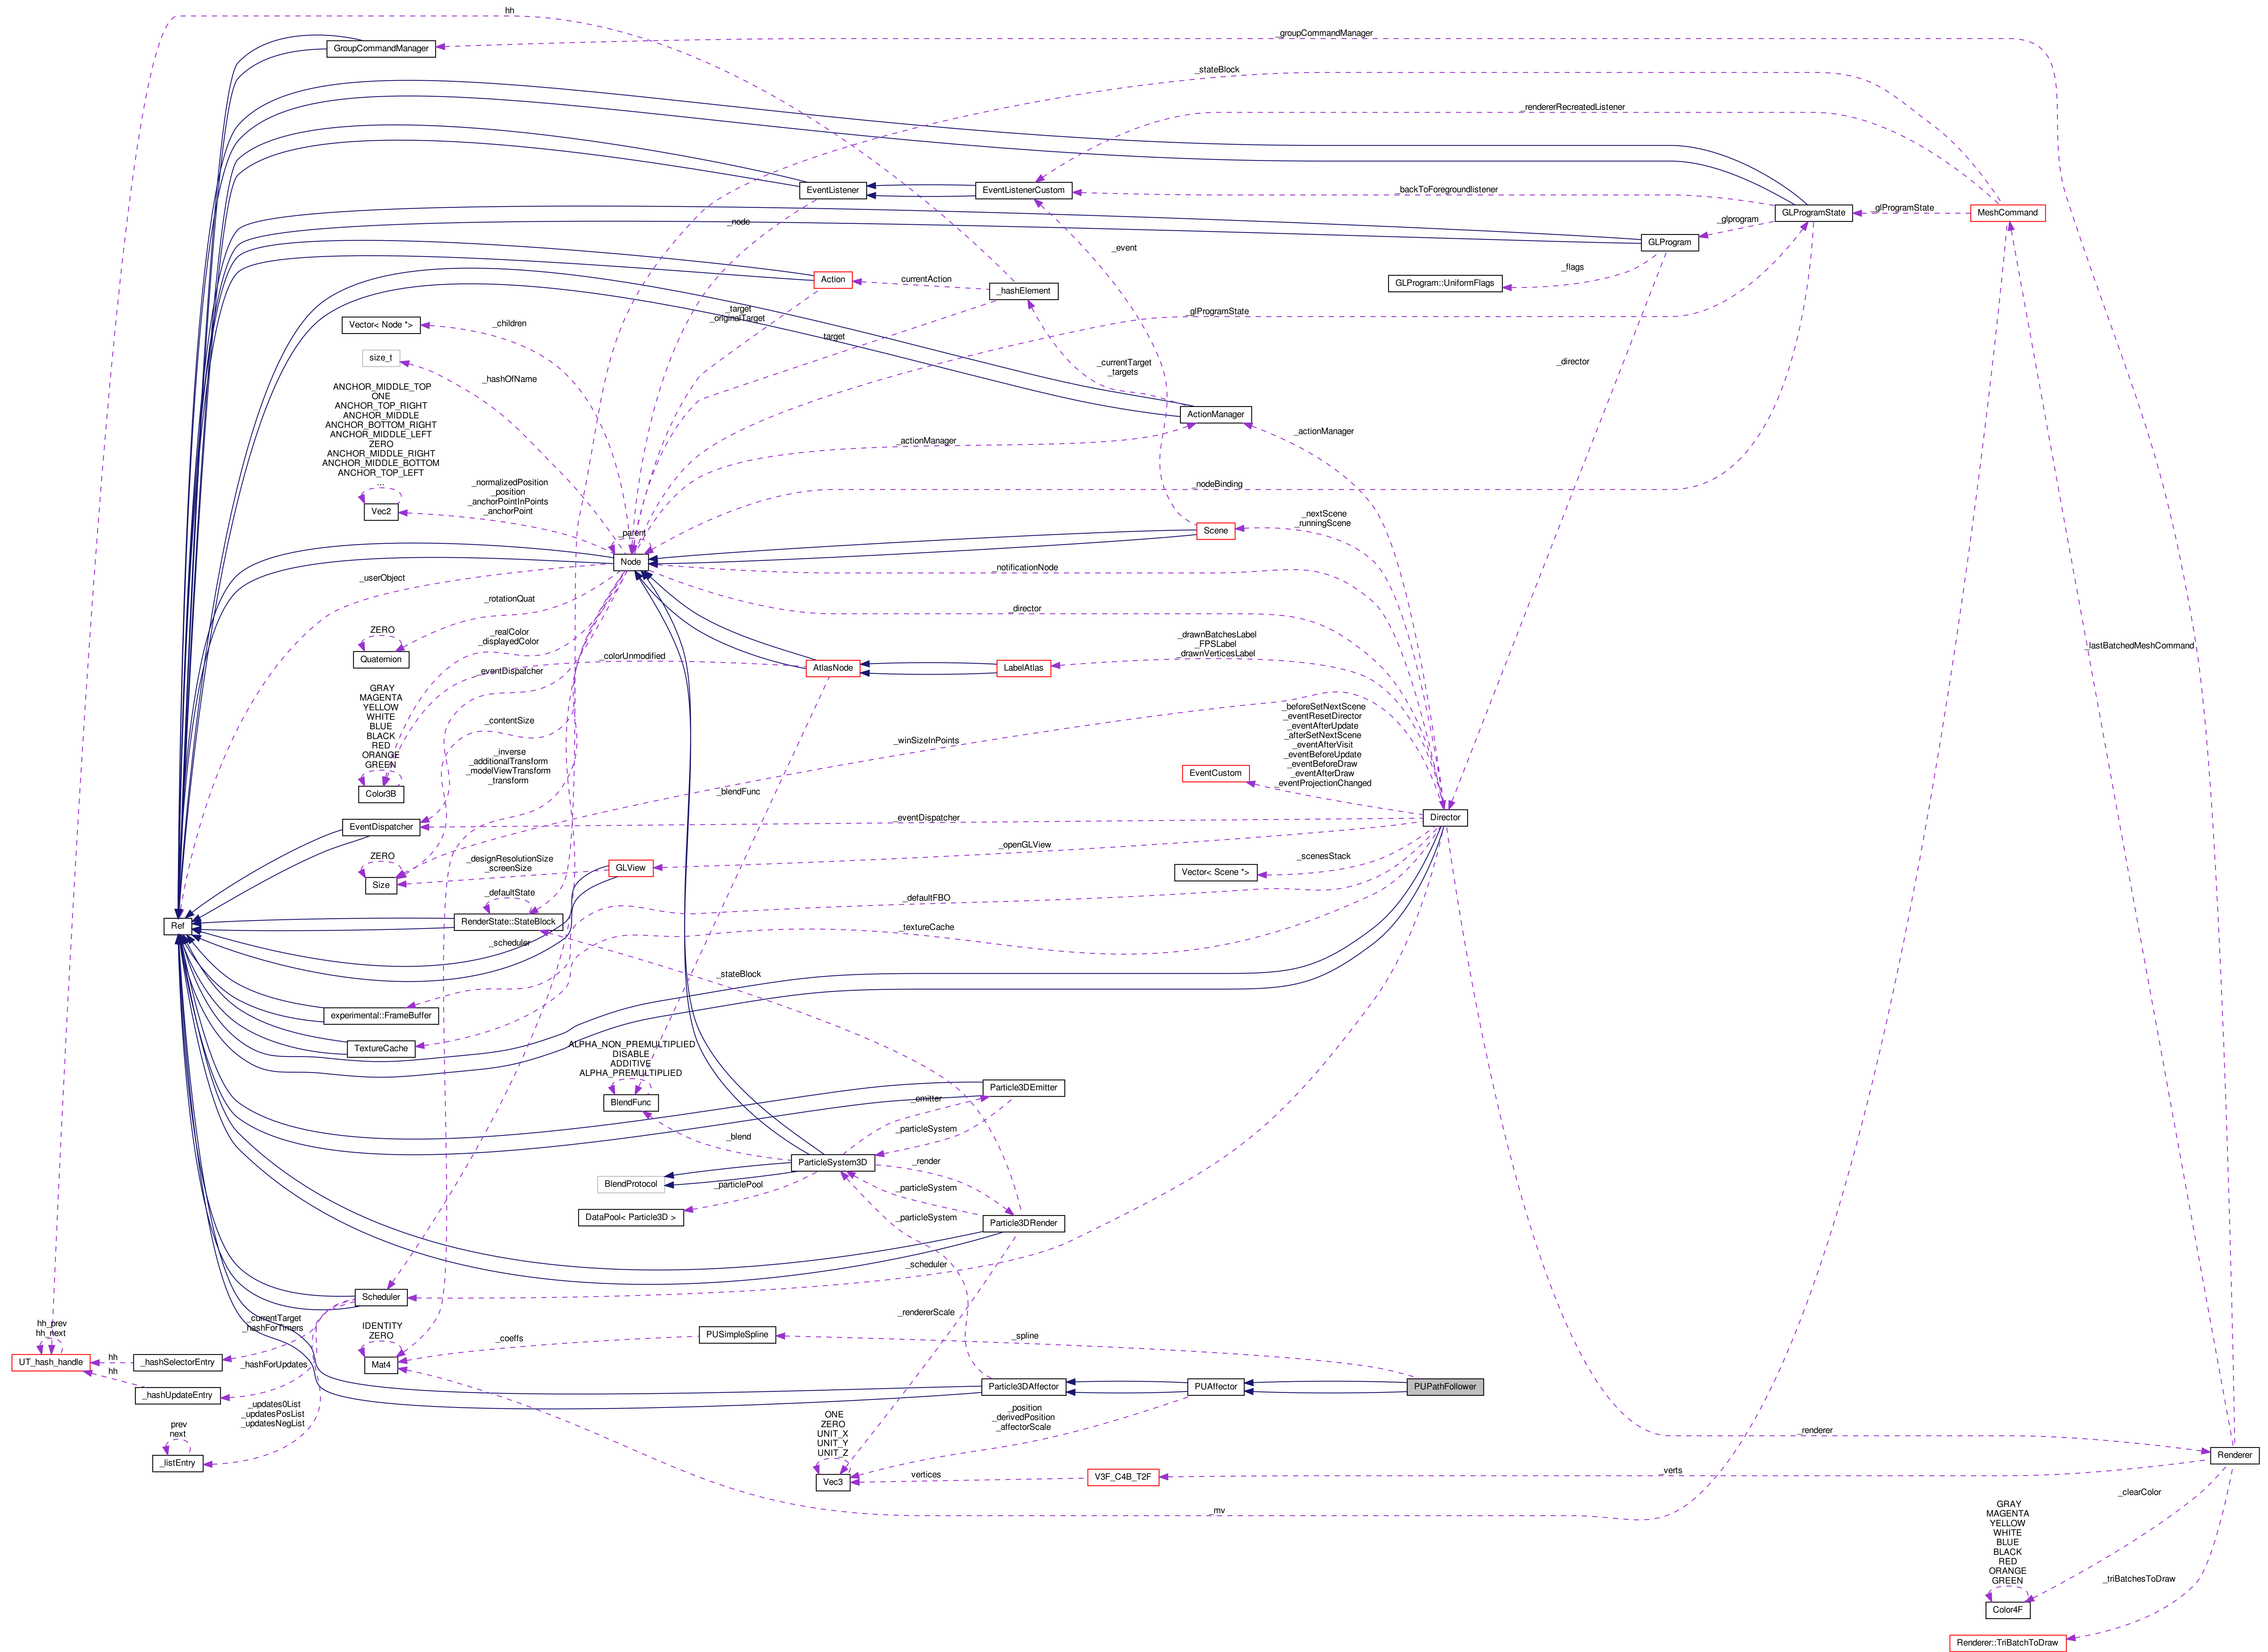 hh
_groupCommandManager
GroupCommandManager
_stateBlock
_rendererRecreatedListener
EventListener
EventListenerCustom
_backToForegroundlistener
GLProgramState
_glProgramState
MeshCommand
_node
_glprogram
GLProgram
_event
_flags
GLProgram::UniformFlags
Action
currentAction
_hashElement
_target
_originalTarget
_glProgramState
Vector< Node *>
_children
target
size_t
_hashOfName
_currentTarget
_targets
_director
ANCHOR_MIDDLE_TOP
ONE
ANCHOR_TOP_RIGHT
ANCHOR_MIDDLE
ANCHOR_BOTTOM_RIGHT
ANCHOR_MIDDLE_LEFT
ZERO
ANCHOR_MIDDLE_RIGHT
ANCHOR_MIDDLE_BOTTOM
ANCHOR_TOP_LEFT
...
Vec2
ActionManager
_actionManager
_actionManager
_normalizedPosition
_position
_anchorPointInPoints
_anchorPoint
_nodeBinding
_nextScene
_runningScene
Scene
_parent
Node
_userObject
_notificationNode
_rotationQuat
_director
ZERO
Quaternion
_realColor
_displayedColor
_colorUnmodified
_eventDispatcher
AtlasNode
LabelAtlas
_drawnBatchesLabel
_FPSLabel
_drawnVerticesLabel
_lastBatchedMeshCommand
GRAY
MAGENTA
YELLOW
WHITE
BLUE
BLACK
RED
ORANGE
GREEN
Color3B
_contentSize
_inverse
_additionalTransform
_modelViewTransform
_transform
_winSizeInPoints
_blendFunc
EventCustom
_beforeSetNextScene
_eventResetDirector
_eventAfterUpdate
_afterSetNextScene
_eventAfterVisit
_eventBeforeUpdate
_eventBeforeDraw
_eventAfterDraw
_eventProjectionChanged
EventDispatcher
_eventDispatcher
Director
_openGLView
ZERO
Size
_designResolutionSize
_screenSize
GLView
_scenesStack
Vector< Scene *>
_defaultState
RenderState::StateBlock
_defaultFBO
Ref
_scheduler
_textureCache
_stateBlock
experimental::FrameBuffer
TextureCache
ALPHA_NON_PREMULTIPLIED
DISABLE
ADDITIVE
ALPHA_PREMULTIPLIED
BlendFunc
Particle3DEmitter
_emitter
_particleSystem
_blend
ParticleSystem3D
_render
BlendProtocol
_particlePool
_particleSystem
DataPool< Particle3D >
_particleSystem
Particle3DRender
_scheduler
Scheduler
_rendererScale
_currentTarget
_hashForTimers
IDENTITY
ZERO
Mat4
_coeffs
PUSimpleSpline
_spline
hh_prev
hh_next
UT_hash_handle
hh
_hashSelectorEntry
_hashForUpdates
hh
_hashUpdateEntry
Particle3DAffector
PUAffector
PUPathFollower
_updates0List
_updatesPosList
_updatesNegList
_position
_derivedPosition
_affectorScale
prev
next
_listEntry
ONE
ZERO
UNIT_X
UNIT_Y
UNIT_Z
Vec3
vertices
V3F_C4B_T2F
_verts
_renderer
Renderer
_mv
_clearColor
GRAY
MAGENTA
YELLOW
WHITE
BLUE
BLACK
RED
ORANGE
GREEN
Color4F
_triBatchesToDraw
Renderer::TriBatchToDraw